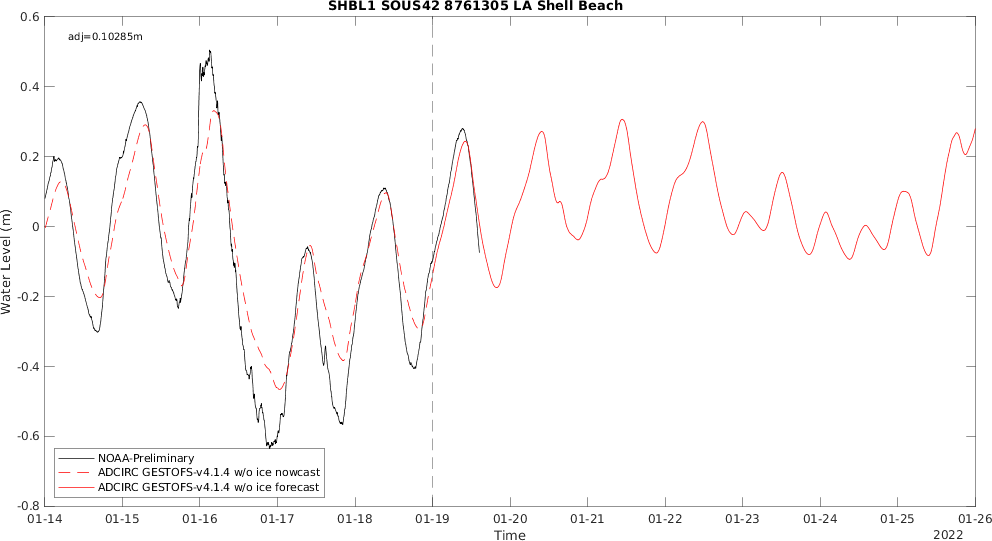 SHBL1 SOUS42 8761305 LA Shell Beach
adj=0.10285m
0.6
0.4
0.2
0
-0.2
-0.4
-0.6
-0.8
Water Level (m)
NOAA-Preliminary
ADCIRC GESTOFS-v4.1.4 w/o ice nowcast
ADCIRC GESTOFS-v4.1.4 w/o ice forecast
01-14 01-15 01-16 01-17 01-18 01-19 01-20 01-21 01-22 01-23 01-24 01-25 01-26
Time
2022